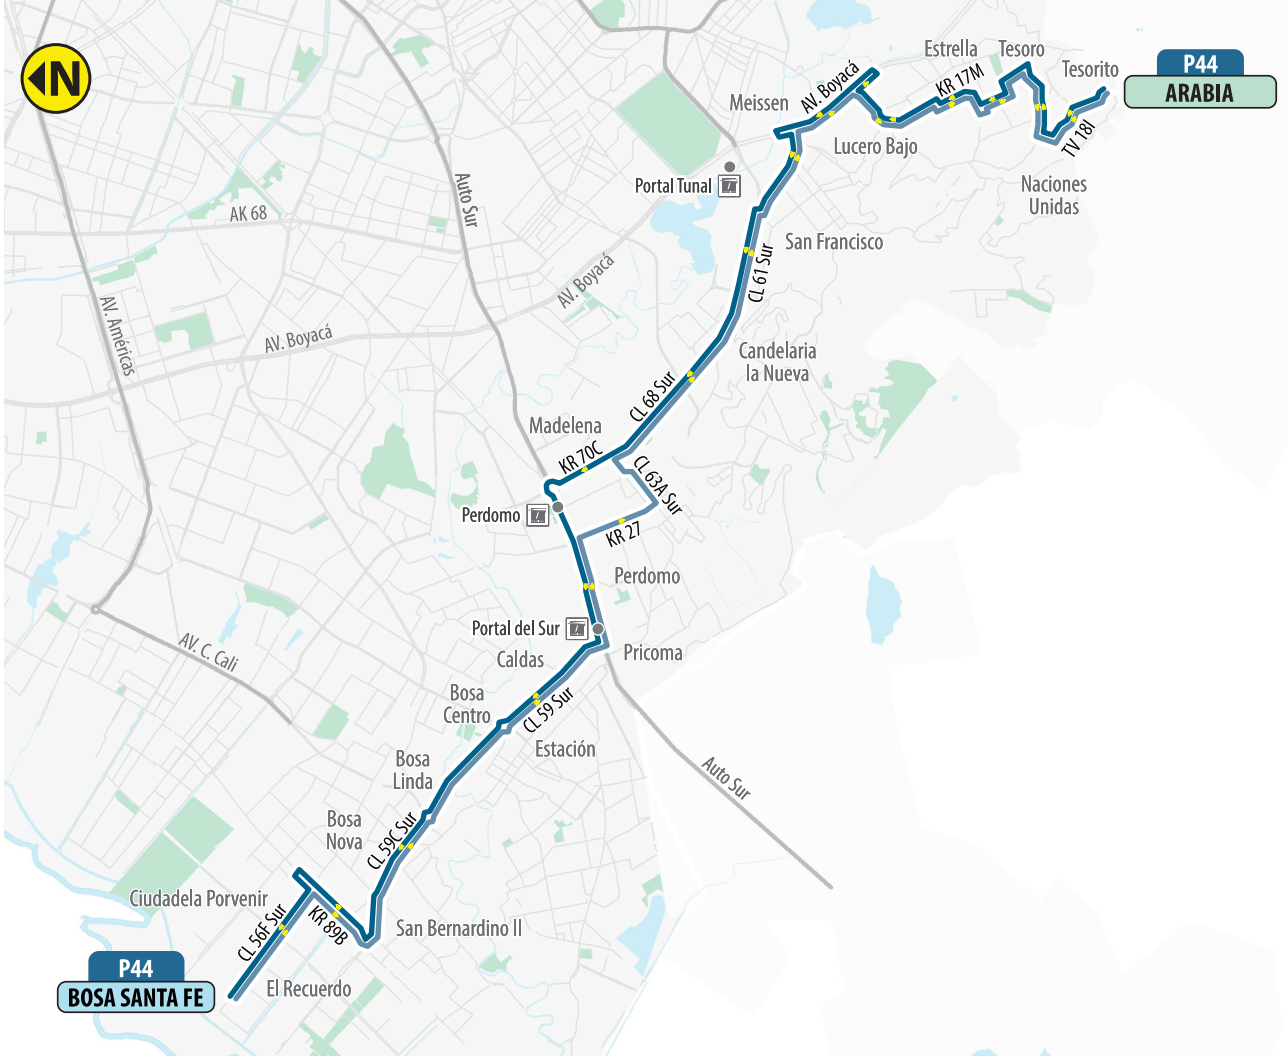 N
Estrella
Tesoro
Tesorito
P44
ARABIA
AV. Boyacá
KR 17M
Meissen
Lucero Bajo
TV 18I
Portal Tunal
Naciones
Unidas
Auto Sur
AK 68
San Francisco
CL 61 Sur
AV. Boyacá
AV. Américas
AV. Boyacá
Candelaria
la Nueva
CL 68 Sur
Madelena
KR 70C
CL 63A Sur
Perdomo
KR 27
Perdomo
Portal del Sur
Caldas
Pricoma
AV. C. Cali
Bosa
Centro
CL 59 Sur
Estación
Bosa
Linda
Auto Sur
Bosa
Nova
CL 59C Sur
Ciudadela Porvenir
CL 56F Sur
KR 89B
San Bernardino II
P44
BOSA SANTA FE
El Recuerdo